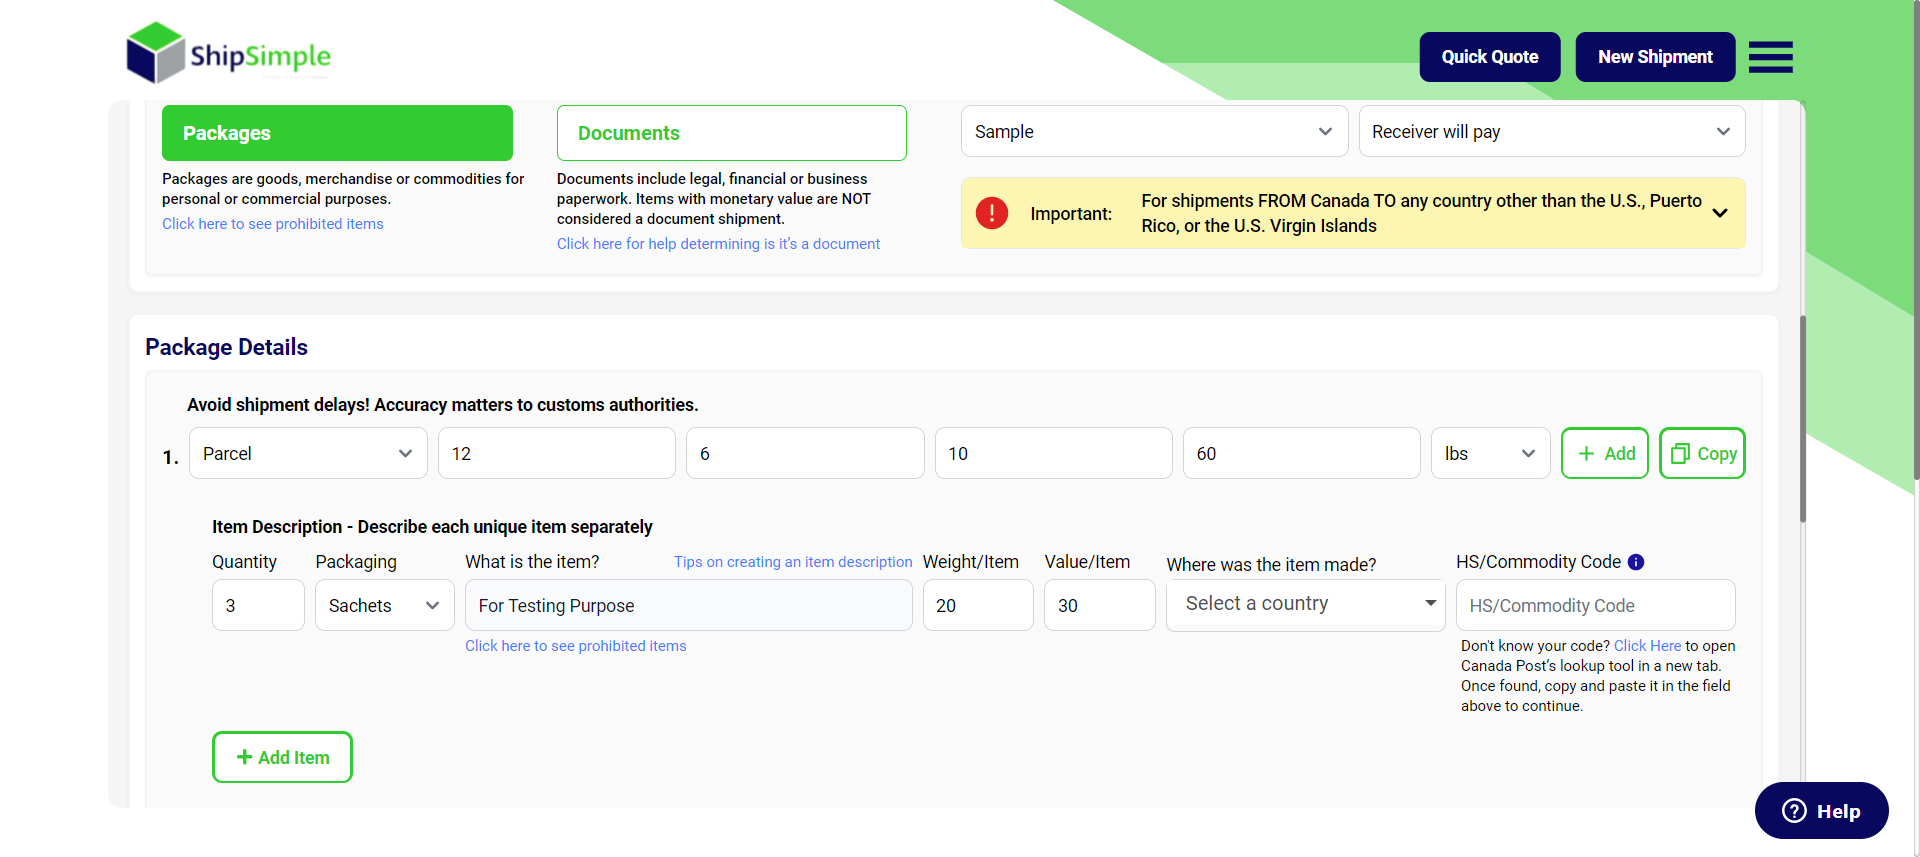 ShipSimple
Quick Quote
New Shipment
Packages
Packages are goods, merchandise or commodities for
personal or commercial purposes.
Click here to see prohibited items
Documents
Documents include legal, financial or business
paperwork. Items with monetary value are NOT
considered a document shipment.
Click here for help determining is it’s a document
Sample
Receiver will pay
Important:
For shipments FROM Canada TO any country other than the U.S., Puerto
Rico, or the U.S. Virgin Islands
Package Details
Avoid shipment delays! Accuracy matters to customs authorities.
1. Parcel 12 6 10 60 lbs + Add Copy
Item Description - Describe each unique item separately
Quantity Packaging What is the item? Tips on creating an item description Weight/Item Value/Item Where was the item made? HS/Commodity Code
3 Sachets For Testing Purpose 20 30 Select a country HS/Commodity Code
Click here to see prohibited items
Don't know your code? Click Here to open
Canada Post’s lookup tool in a new tab.
Once found, copy and paste it in the field
above to continue.
+ Add Item
? Help